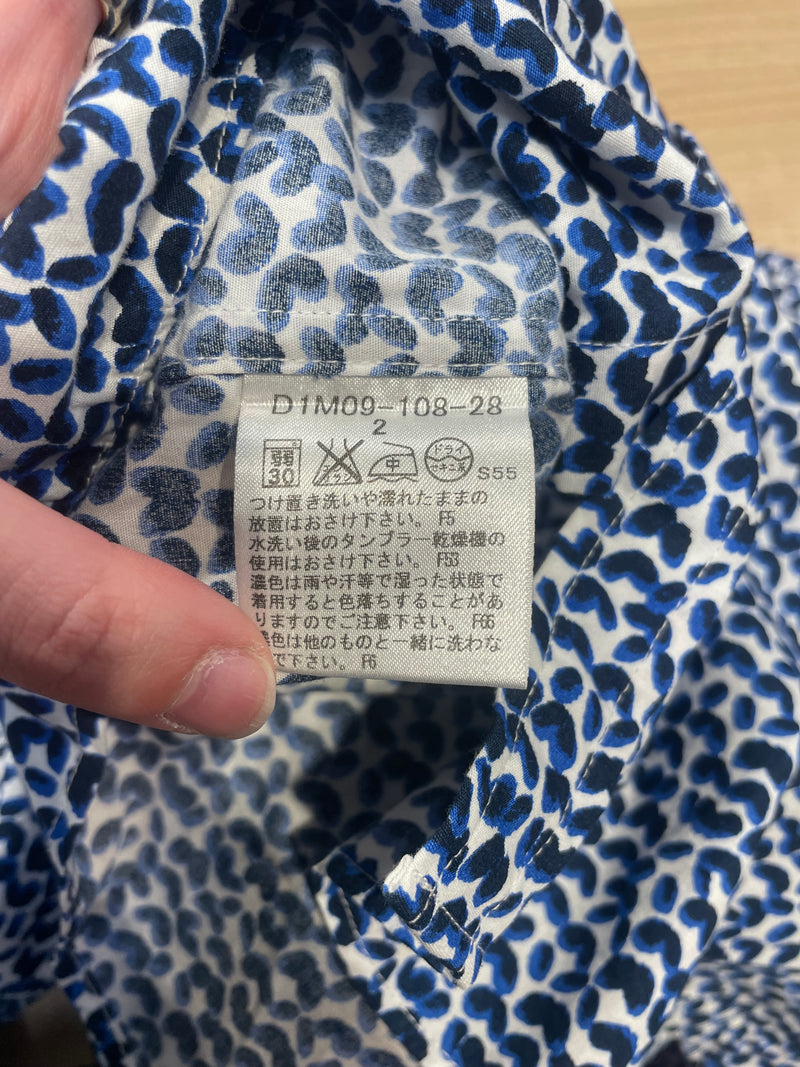 D1M09-108-28
2
弱
30
中
ドライ
セキユ系
S55
つけ置き洗いや濡れたままの
放置はおさけ下さい。 F5
水洗い後のタンブラー乾燥機の
使用はおさけ下さい。 F53
濃色は雨や汗等で湿った状態で
着用すると色落ちすることがあ
りますのでご注意下さい。 F66
色は他のものと一緒に洗わな
で下さい。 F6